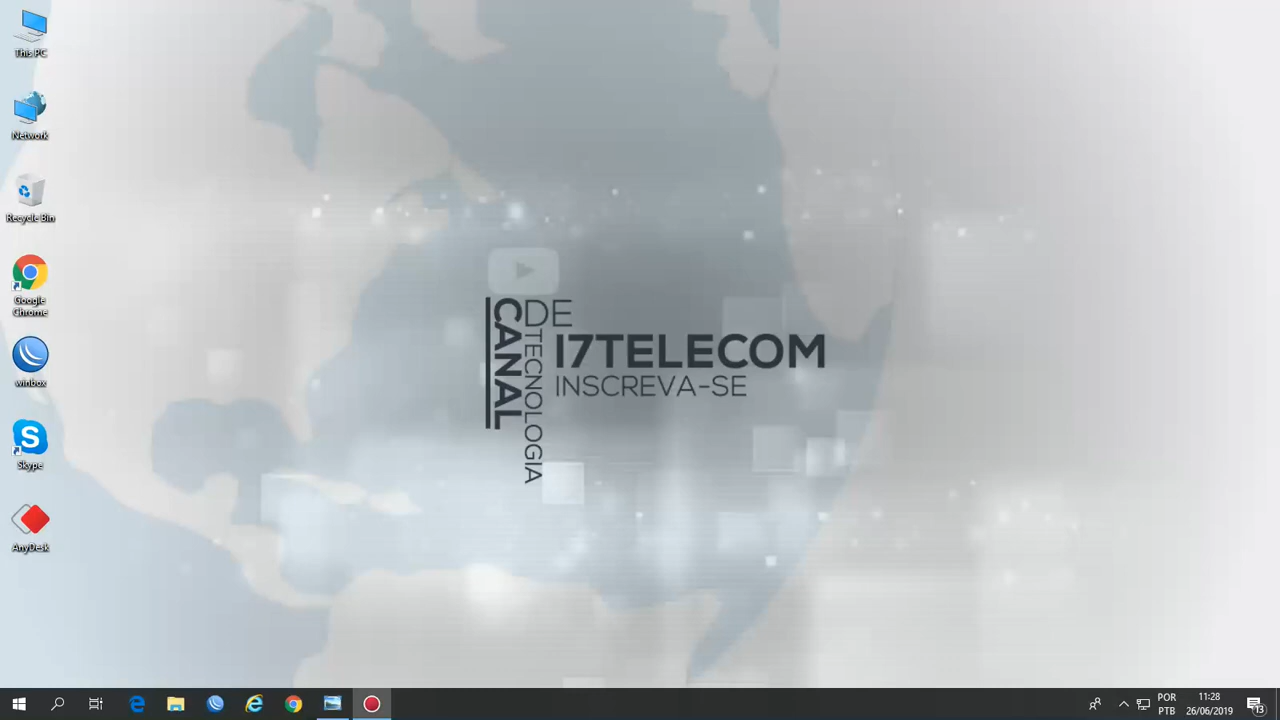 This PC
Network
Recycle Bin
Google
Chrome
winbox
Skype
AnyDesk
CANAL
DE
TECNOLOGIA
I7TELECOM
INSCREVA-SE
POR
PTB
11:28
26/06/2019
13